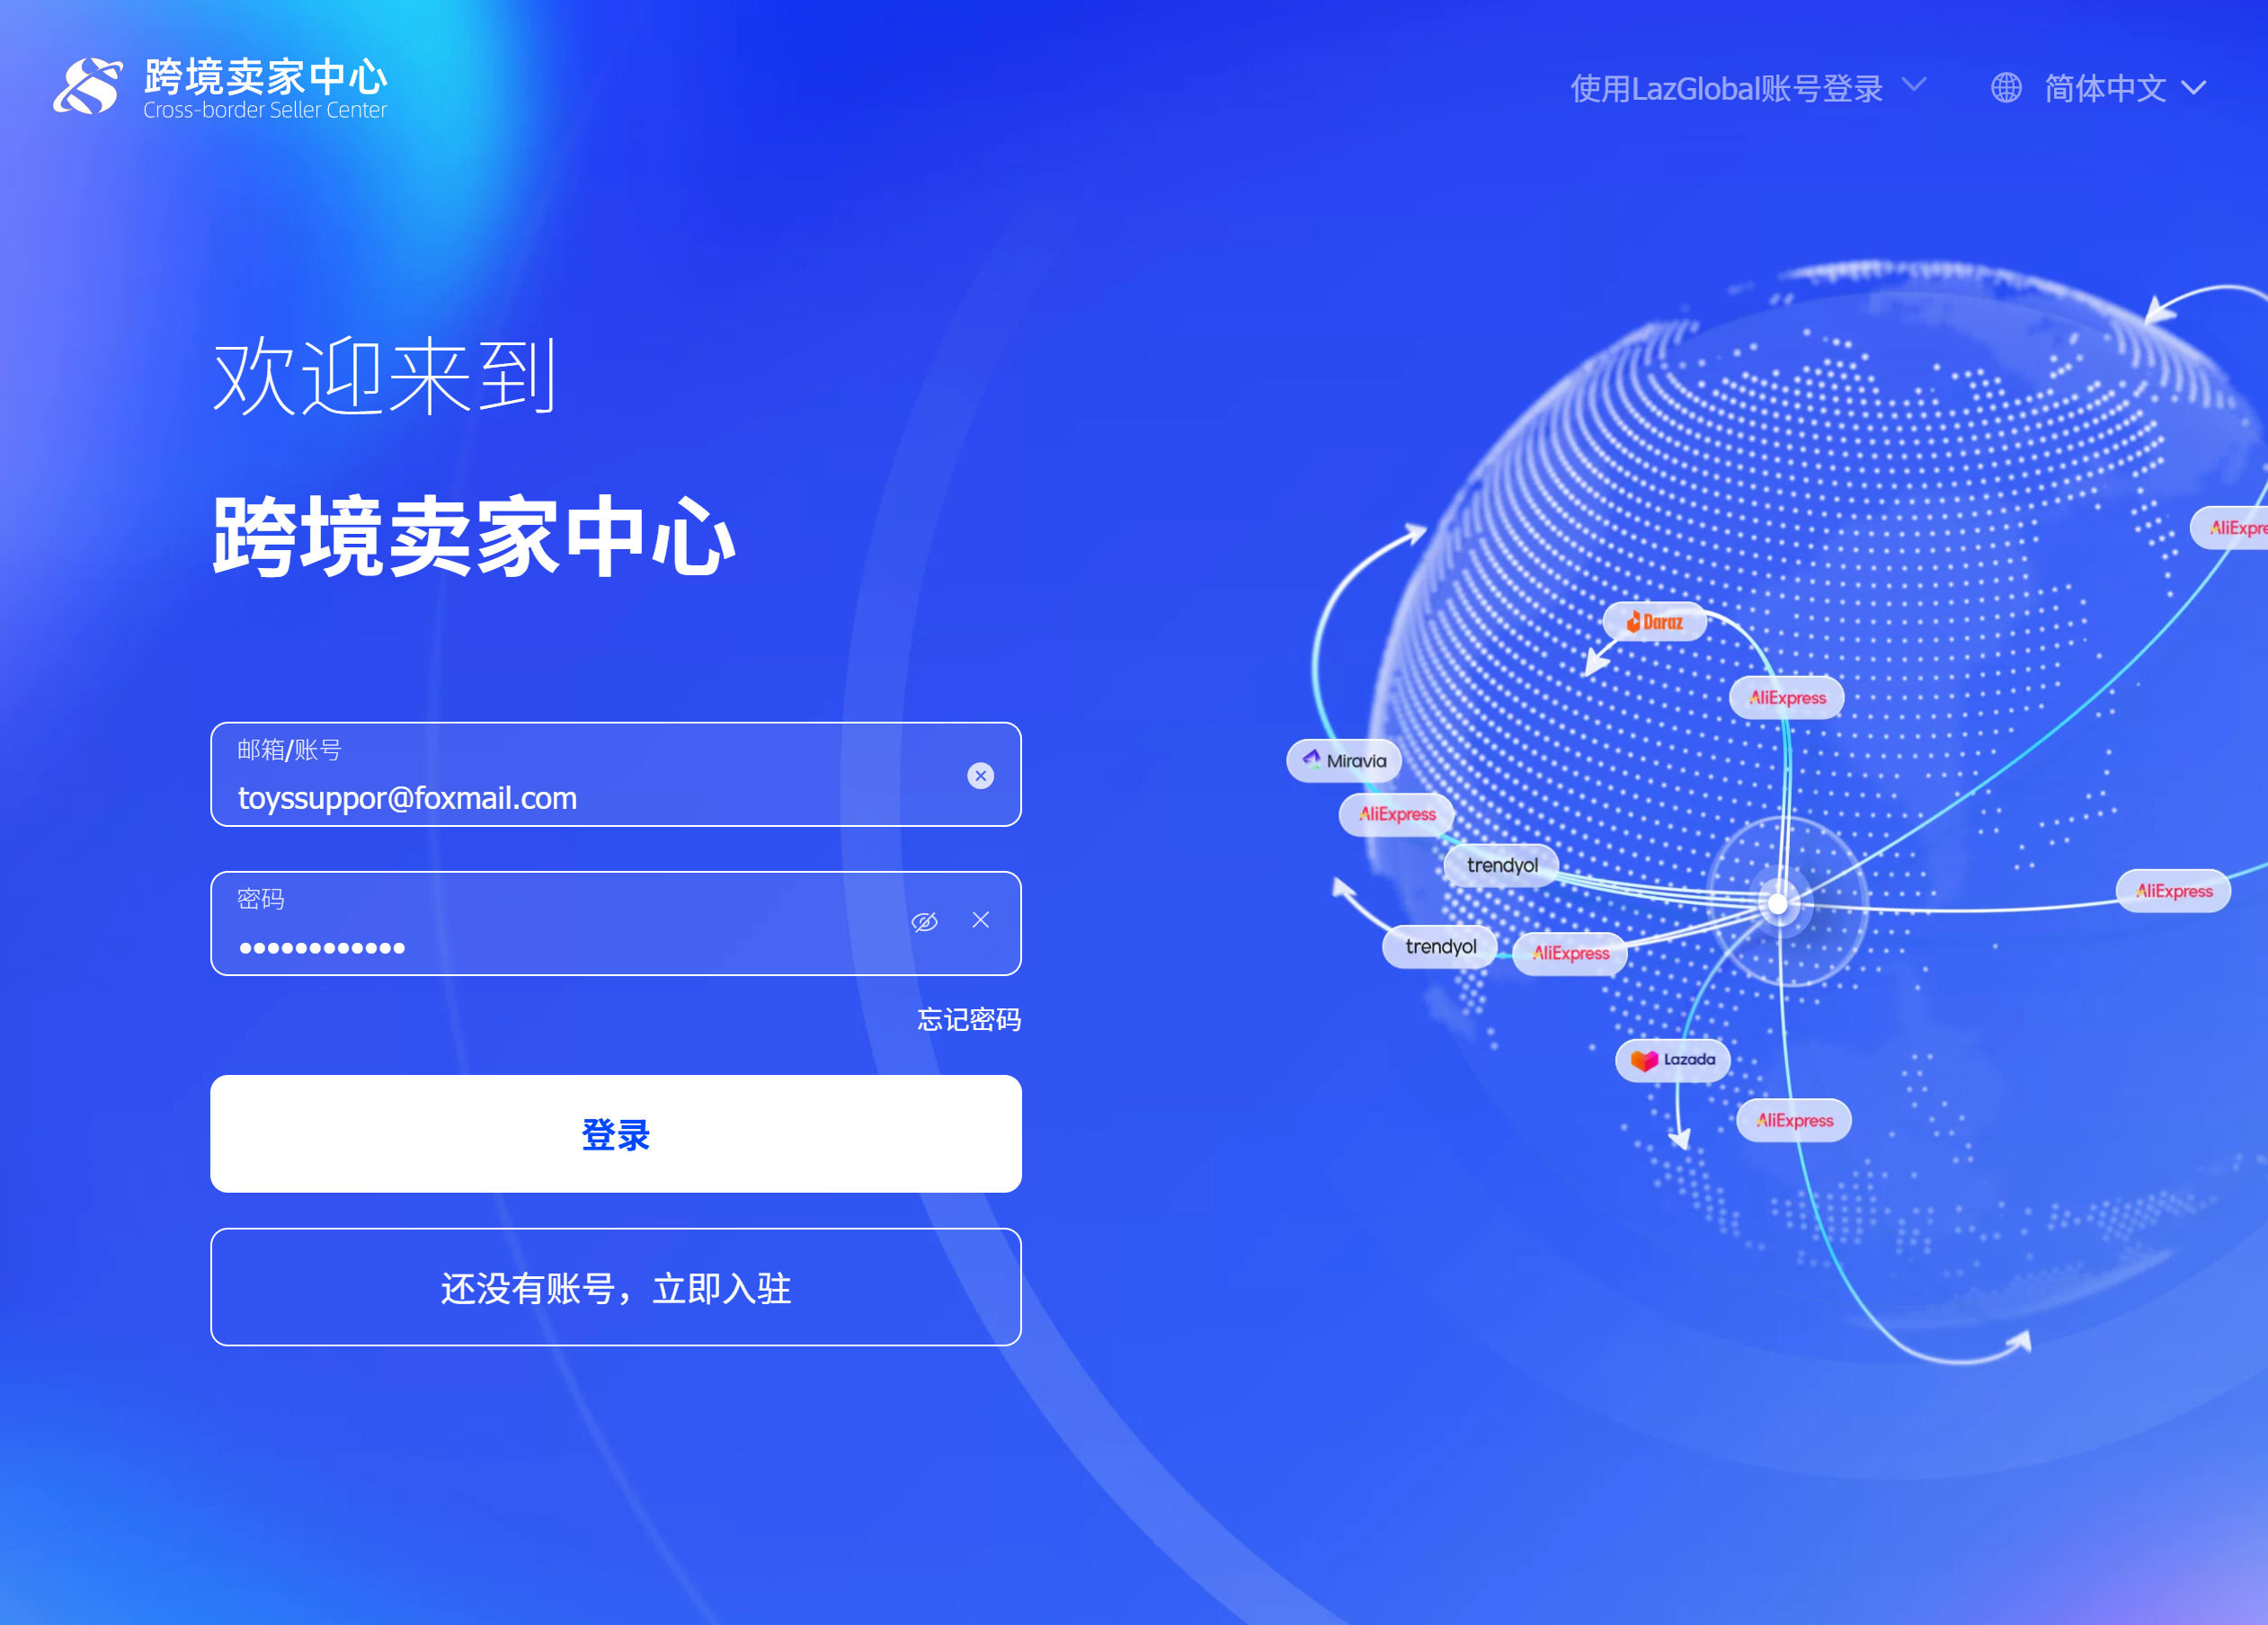 跨境卖家中心
Cross-border Seller Center
使用LazGlobal账号登录
简体中文
欢迎来到
跨境卖家中心
邮箱/账号
toyssuppor@foxmail.com
密码
忘记密码
登录
还没有账号，立即入驻
AliExpre
Daraz
AliExpress
Miravia
AliExpress
trendyol
AliExpress
trendyol
AliExpress
Lazada
AliExpress